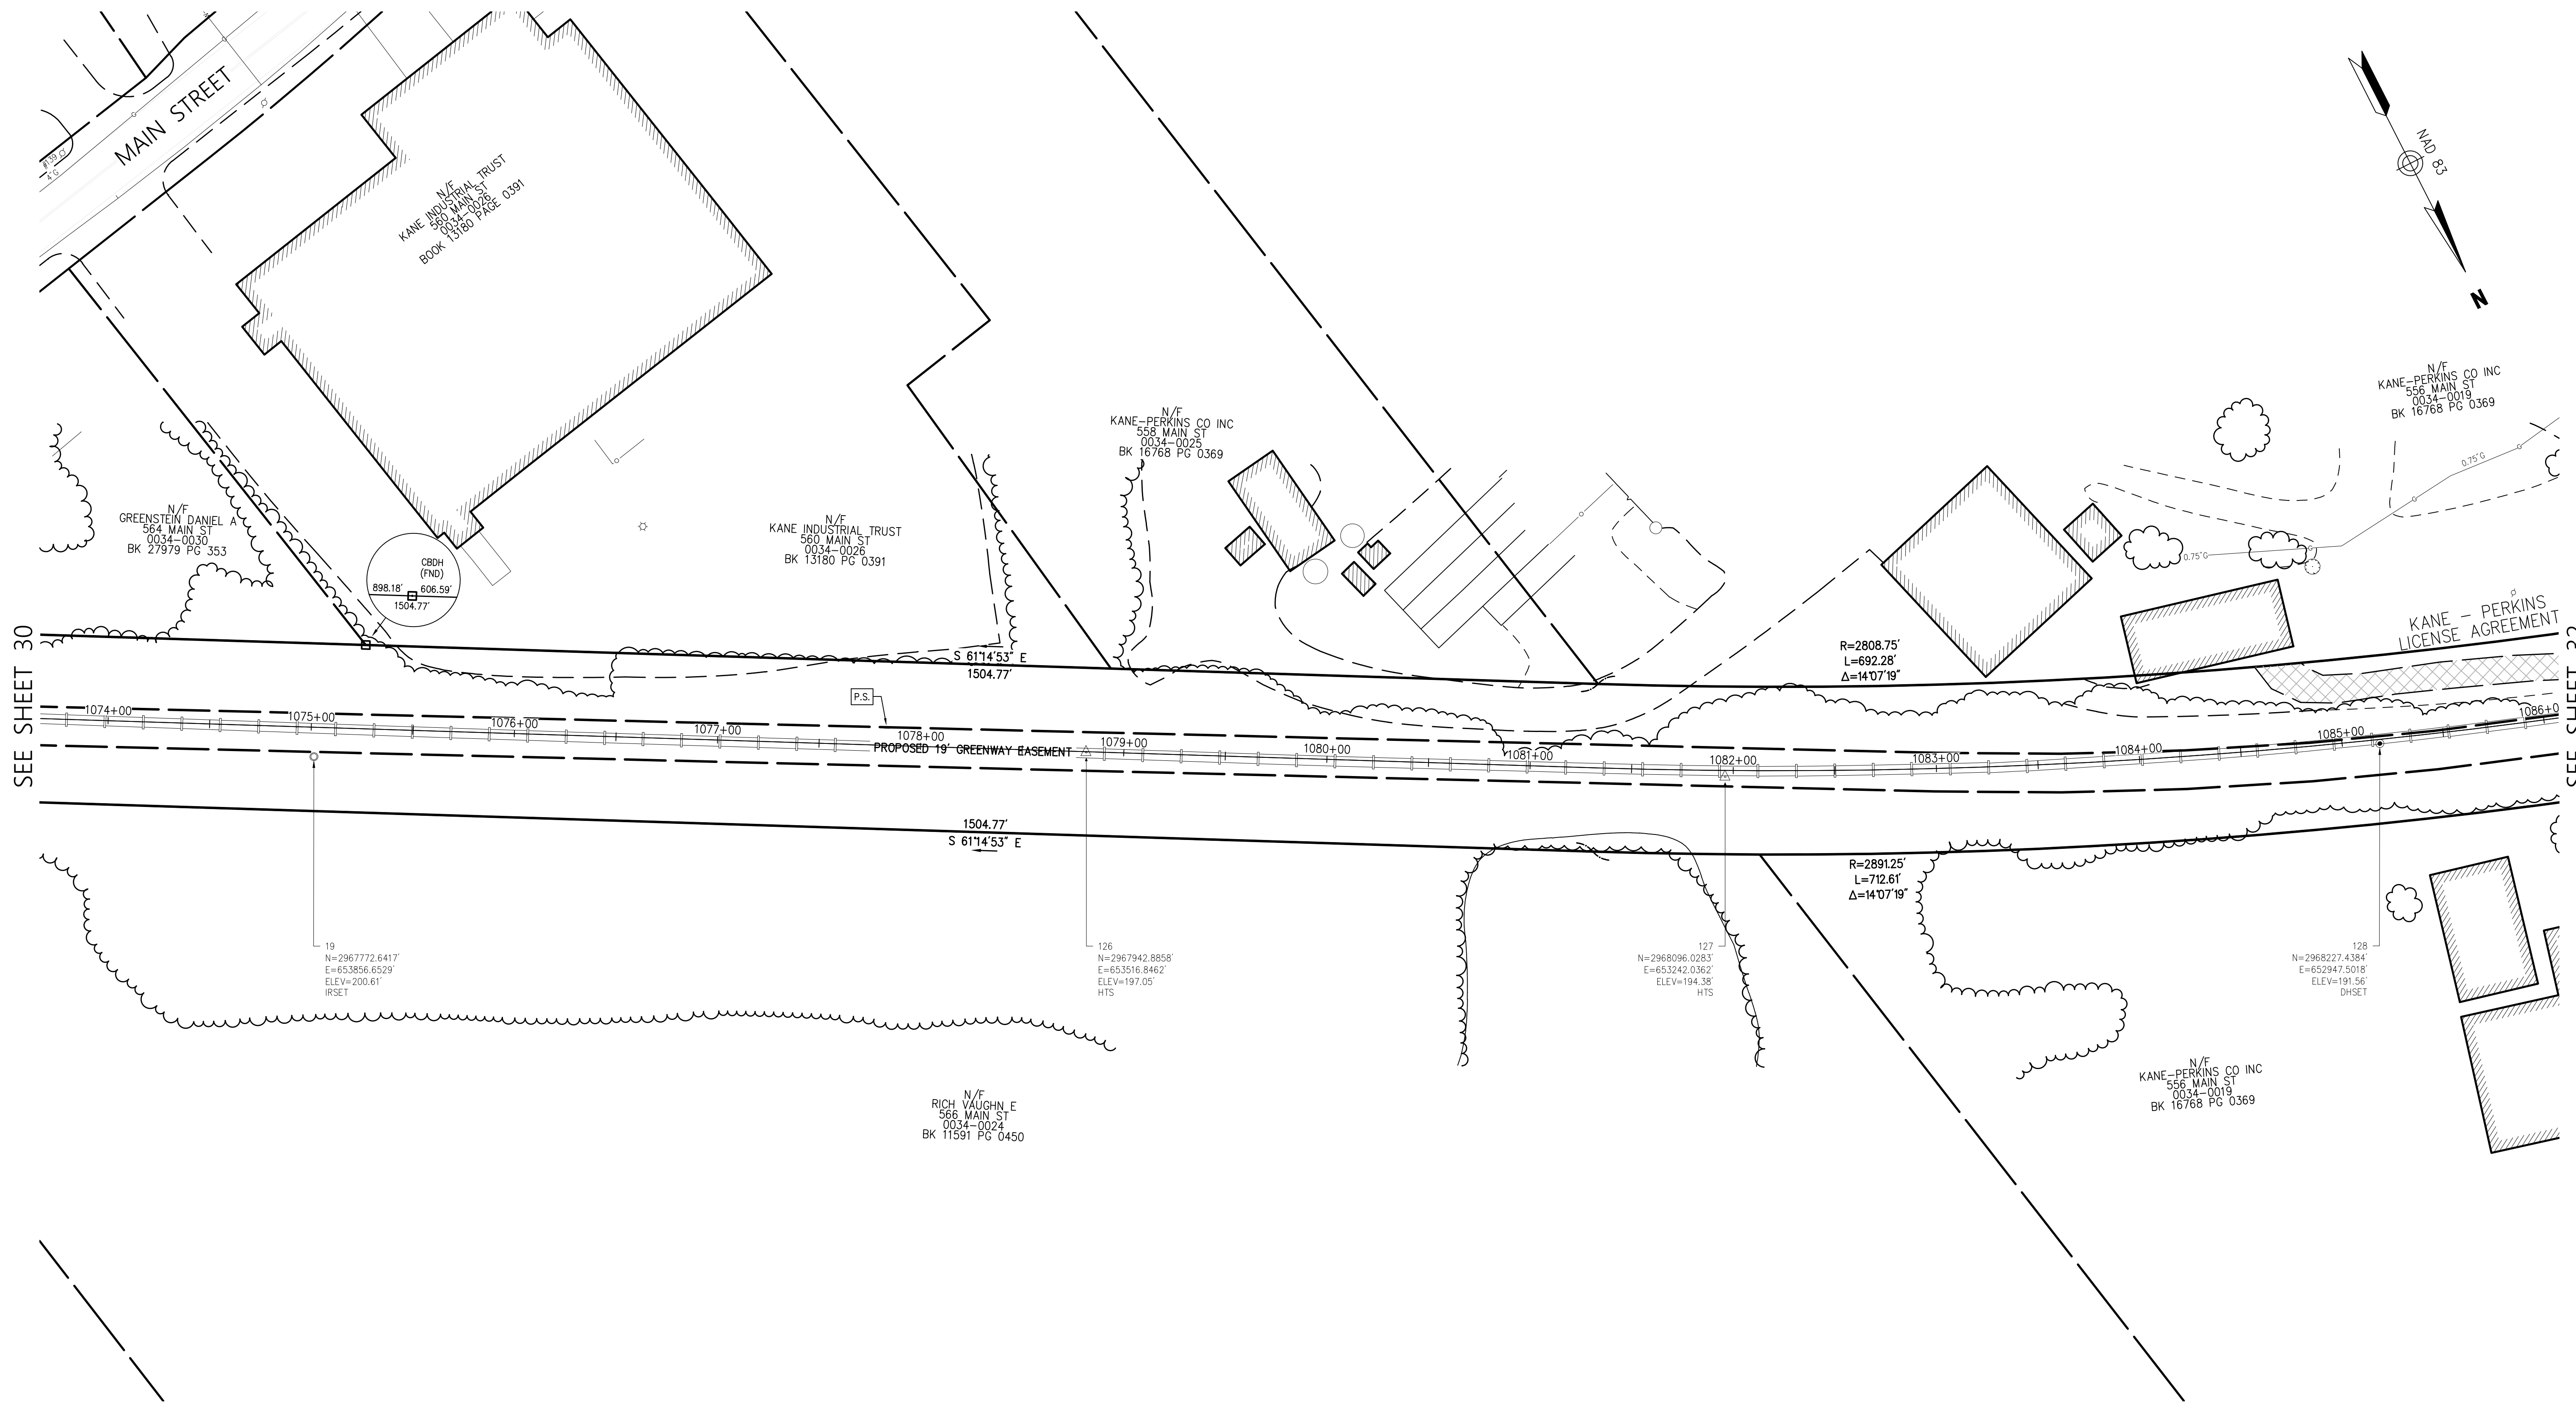 MAIN STREET
#139
4"G
N/F
KANE INDUSTRIAL TRUST
560 MAIN ST
0034-0026
BOOK 13180 PAGE 0391
NAD 83
N
N/F
KANE-PERKINS CO INC
556 MAIN ST
0034-0019
BK 16768 PG 0369
N/F
KANE-PERKINS CO INC
558 MAIN ST
0034-0025
BK 16768 PG 0369
0.75"G
0.75"G
N/F
GREENSTEIN DANIEL A
564 MAIN ST
0034-0030
BK 27979 PG 353
N/F
KANE INDUSTRIAL TRUST
560 MAIN ST
0034-0026
BK 13180 PG 0391
CBDH
(FND)
898.18' 606.59'
1504.77'
KANE - PERKINS
LICENSE AGREEMENT
SEE SHEET 30
S 61°14'53" E
1504.77'
R=2808.75'
L=692.28'
Δ=14°07'19"
P.S.
1074+00
1075+00
1076+00
1077+00
1078+00
1079+00
1080+00
1081+00
1082+00
1083+00
1084+00
1085+00
1086+0
PROPOSED 19' GREENWAY EASEMENT
SEE SHEET
1504.77'
S 61°14'53" E
R=2891.25'
L=712.61'
Δ=14°07'19"
19
N=2967772.6417'
E=653856.6529'
ELEV=200.61'
IRSET
126
N=2967942.8858'
E=653516.8462'
ELEV=197.05'
HTS
127
N=2968096.0283'
E=653242.0362'
ELEV=194.38'
HTS
128
N=2968227.4384'
E=652947.5018'
ELEV=191.56'
DHSET
N/F
RICH VAUGHN E
566 MAIN ST
0034-0024
BK 11591 PG 0450
N/F
KANE-PERKINS CO INC
556 MAIN ST
0034-0019
BK 16768 PG 0369